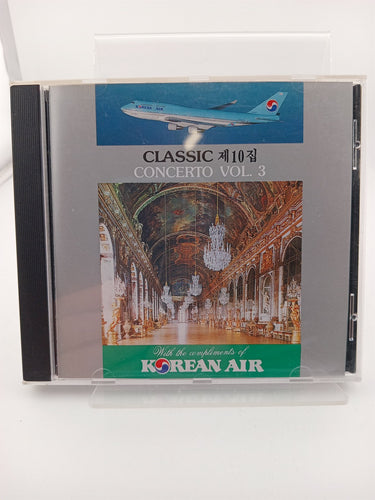 KOREAN AIR
CLASSIC 제10집
CONCERTO VOL. 3
With the compliments of
KOREAN AIR